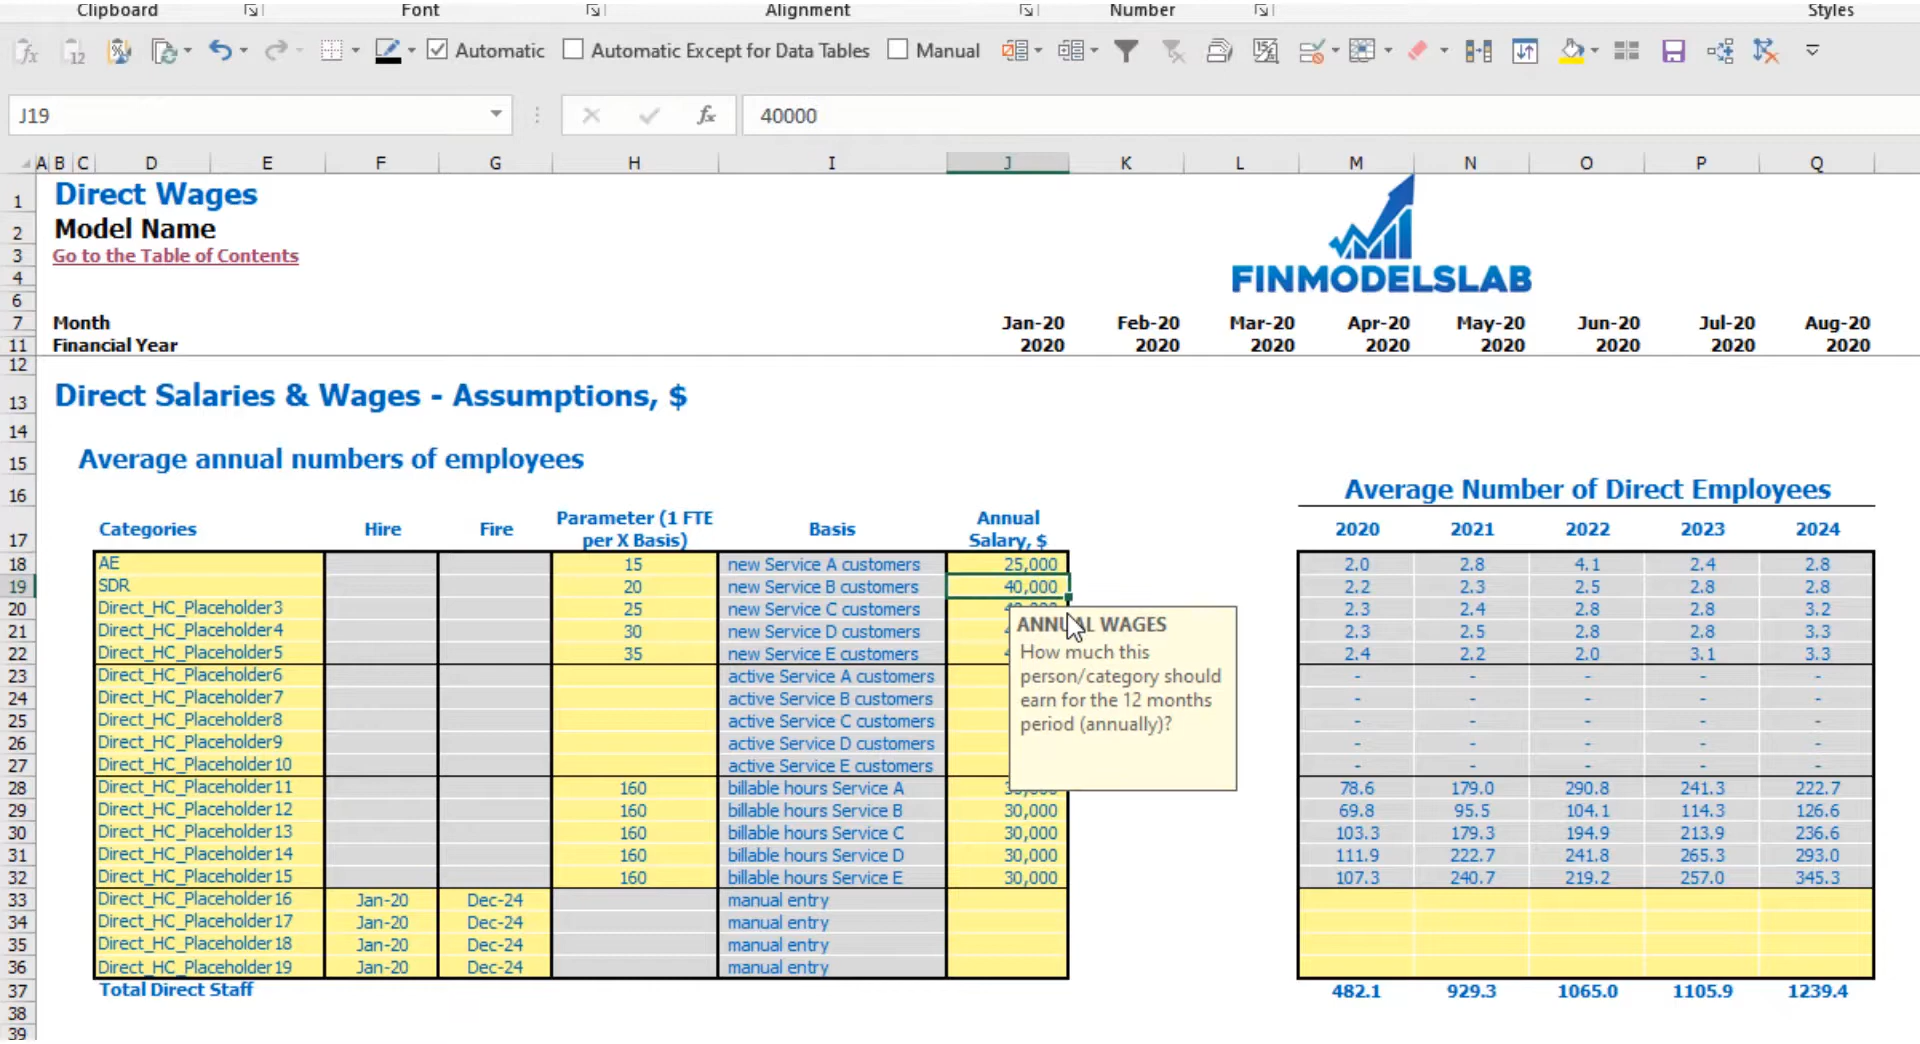 Clipboard Font Alignment Number Styles
Automatic Automatic Except for Data Tables Manual
J19 fx 40000
A B C D E F G H I J K L M N O P Q
1 Direct Wages
2 Model Name
3 Go to the Table of Contents
FINMODELSLAB
4
6
7 Month Jan-20 Feb-20 Mar-20 Apr-20 May-20 Jun-20 Jul-20 Aug-20
11 Financial Year 2020 2020 2020 2020 2020 2020 2020 2020
12
13 Direct Salaries & Wages - Assumptions, $
14
15 Average annual numbers of employees
16 Average Number of Direct Employees
Parameter (1 FTE Annual
17 Categories Hire Fire per X Basis) Basis Salary, $ 2020 2021 2022 2023 2024
18 AE 15 new Service A customers 25,000 2.0 2.8 4.1 2.4 2.8
19 SDR 20 new Service B customers 40,000 2.2 2.3 2.5 2.8 2.8
20 Direct_HC_Placeholder3 25 new Service C customers 2.3 2.4 2.8 2.8 3.2
21 Direct_HC_Placeholder4 30 new Service D customers 2.3 2.5 2.8 2.8 3.3
22 Direct_HC_Placeholder5 35 new Service E customers 2.4 2.2 2.0 3.1 3.3
23 Direct_HC_Placeholder6 active Service A customers - - - - -
24 Direct_HC_Placeholder7 active Service B customers - - - - -
25 Direct_HC_Placeholder8 active Service C customers - - - - -
26 Direct_HC_Placeholder9 active Service D customers - - - - -
27 Direct_HC_Placeholder10 active Service E customers - - - - -
ANNUAL WAGES
How much this
person/category should
earn for the 12 months
period (annually)?
28 Direct_HC_Placeholder11 160 billable hours Service A 78.6 179.0 290.8 241.3 222.7
29 Direct_HC_Placeholder12 160 billable hours Service B 30,000 69.8 95.5 104.1 114.3 126.6
30 Direct_HC_Placeholder13 160 billable hours Service C 30,000 103.3 179.3 194.9 213.9 236.6
31 Direct_HC_Placeholder14 160 billable hours Service D 30,000 111.9 222.7 241.8 265.3 293.0
32 Direct_HC_Placeholder15 160 billable hours Service E 30,000 107.3 240.7 219.2 257.0 345.3
33 Direct_HC_Placeholder16 Jan-20 Dec-24 manual entry
34 Direct_HC_Placeholder17 Jan-20 Dec-24 manual entry
35 Direct_HC_Placeholder18 Jan-20 Dec-24 manual entry
36 Direct_HC_Placeholder19 Jan-20 Dec-24 manual entry
37 Total Direct Staff 482.1 929.3 1065.0 1105.9 1239.4
38
39